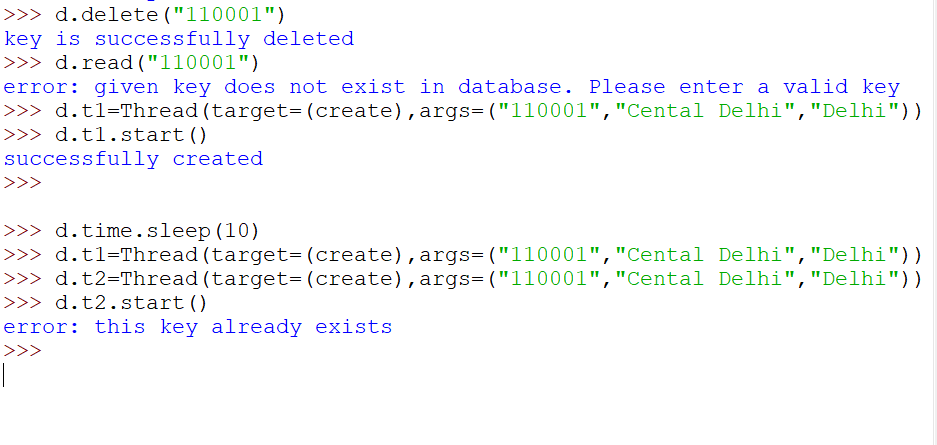 >>> d.delete("110001")
key is successfully deleted
>>> d.read("110001")
error: given key does not exist in database. Please enter a valid key
>>> d.t1=Thread(target=(create),args=("110001","Cental Delhi","Delhi"))
>>> d.t1.start()
successfully created
>>>
>>> d.time.sleep(10)
>>> d.t1=Thread(target=(create),args=("110001","Cental Delhi","Delhi"))
>>> d.t2=Thread(target=(create),args=("110001","Cental Delhi","Delhi"))
>>> d.t2.start()
error: this key already exists
>>>